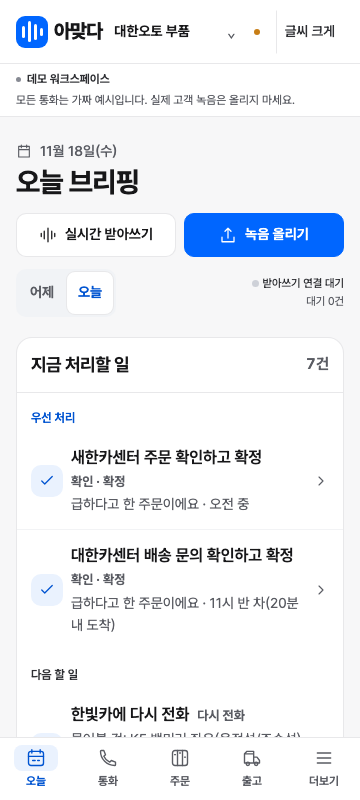 아맞다 대한오토 부품 글씨 크게
데모 워크스페이스
모든 통화는 가짜 예시입니다. 실제 고객 녹음은 올리지 마세요.
11월 18일(수)
오늘 브리핑
실시간 받아쓰기 녹음 올리기
어제 오늘
받아쓰기 연결 대기
대기 0건
지금 처리할 일 7건
우선 처리
새한카센터 주문 확인하고 확정
확인 · 확정
급하다고 한 주문이에요 · 오전 중
대한카센터 배송 문의 확인하고 확정
확인 · 확정
급하다고 한 주문이에요 · 11시 반 차(20분
내 도착)
다음 할 일
한빛카에 다시 전화 다시 전화
오늘 통화 주문 출고 더보기